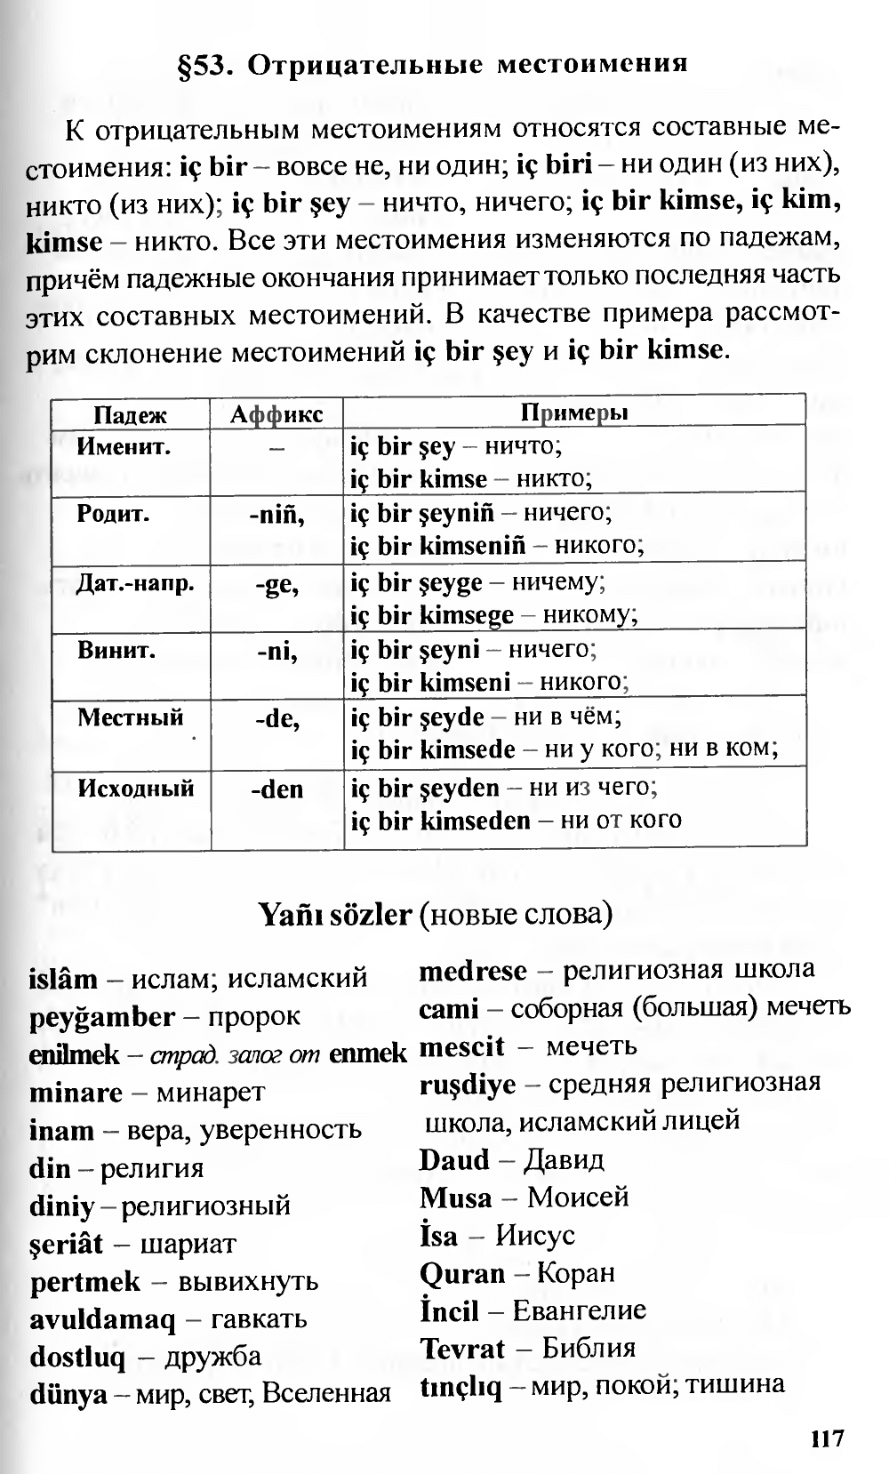 §53. Отрицательные местоимения
К отрицательным местоимениям относятся составные ме-
стоимения: iç bir – вовсе не, ни один; iç biri – ни один (из них),
никто (из них); iç bir şey – ничто, ничего; iç bir kimse, iç kim,
kimse – никто. Все эти местоимения изменяются по падежам,
причём падежные окончания принимает только последняя часть
этих составных местоимений. В качестве примера рассмот-
рим склонение местоимений iç bir şey и iç bir kimse.
Падеж Аффикс Примеры
Именит. – iç bir şey – ничто;
iç bir kimse – никто;
Родит. -niñ, iç bir şeyniñ – ничего;
iç bir kimseniñ – никого;
Дат.-напр. -ge, iç bir şeyge – ничему;
iç bir kimsege – никому;
Винит. -ni, iç bir şeyni – ничего;
iç bir kimseni – никого;
Местный -de, iç bir şeyde – ни в чём;
iç bir kimsede – ни у кого; ни в ком;
Исходный -den iç bir şeyden – ни из чего;
iç bir kimseden – ни от кого
Yañı sözler (новые слова)
islâm – ислам; исламский
peyğamber – пророк
enilmek – страд. залог от enmek
minare – минарет
inam – вера, уверенность
din – религия
diniy – религиозный
şeriât – шариат
pertmek – вывихнуть
avuldamaq – гавкать
dostluq – дружба
dünya – мир, свет, Вселенная
medrese – религиозная школа
cami – соборная (большая) мечеть
mescit – мечеть
ruşdiye – средняя религиозная
школа, исламский лицей
Daud – Давид
Musa – Моисей
İsa – Иисус
Quran – Коран
İncil – Евангелие
Tevrat – Библия
tınçlıq – мир, покой; тишина
117